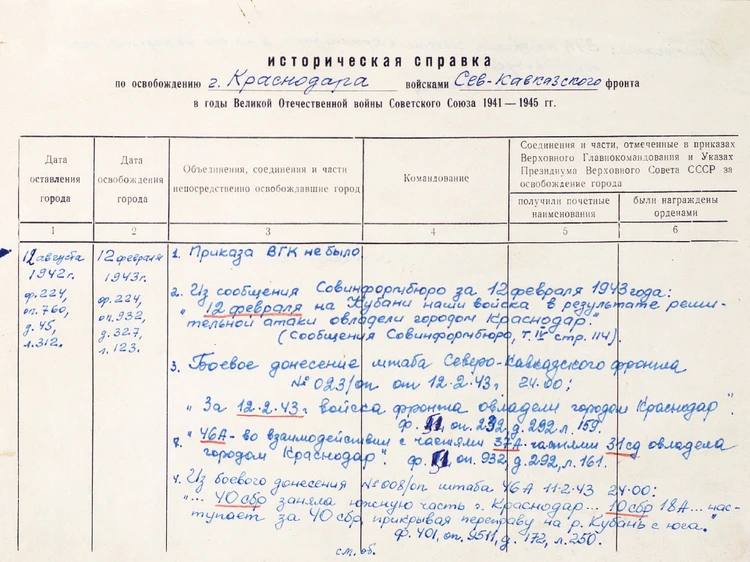 историческая справка
по освобождению г. Краснодара войсками Сев-Кавказского фронта
в годы Великой Отечественной войны Советского Союза 1941—1945 гг.
Дата оставления города
Дата освобождения города
Объединения, соединения и части непосредственно освобождавшие город
Командование
Соединения и части, отмеченные в приказах Верховного Главнокомандования и Указах Президиума Верховного Совета СССР за освобождение города
получили почетные наименования
были награждены орденами
1 2 3 4 5 6
12 августа
1942г.
ф.224,
оп.760,
д.45,
л.312.
12 февраля
1943г.
ф.224,
оп.932,
д.327,
л.123.
1. Приказа ВГК не было.
2. Из сообщения Совинформбюро за 12 февраля 1943 года:
"12 февраля на Кубани наши войска в результате реши-
тельной атаки овладели городом Краснодар."
(Сообщения Совинформбюро, т.IV стр. 114).
3. Боевое донесение штаба Северо-Кавказского фронта
№ 023/оп от 12.2.43г. 24.00;
"За 12.2.43г. войска фронта овладели городом Краснодар".
ф. оп. 292, д. 292, л. 159.
"46А-во взаимодействии с частями 37А-частями 31 сд овладела
городом Краснодар". ф. оп. 932, д. 292, л. 161.
4. Из боевого донесения №008/оп штаба 46А 11.2.43 24.00:
"... 40 сбр заняла южную часть г. Краснодар... 10 сбр 18А... нас-
тупает за 40 сбр, прикрывая переправу на р. Кубань с юга."
ф. 401, оп. 9511, д. 172, л. 250.
см. об.